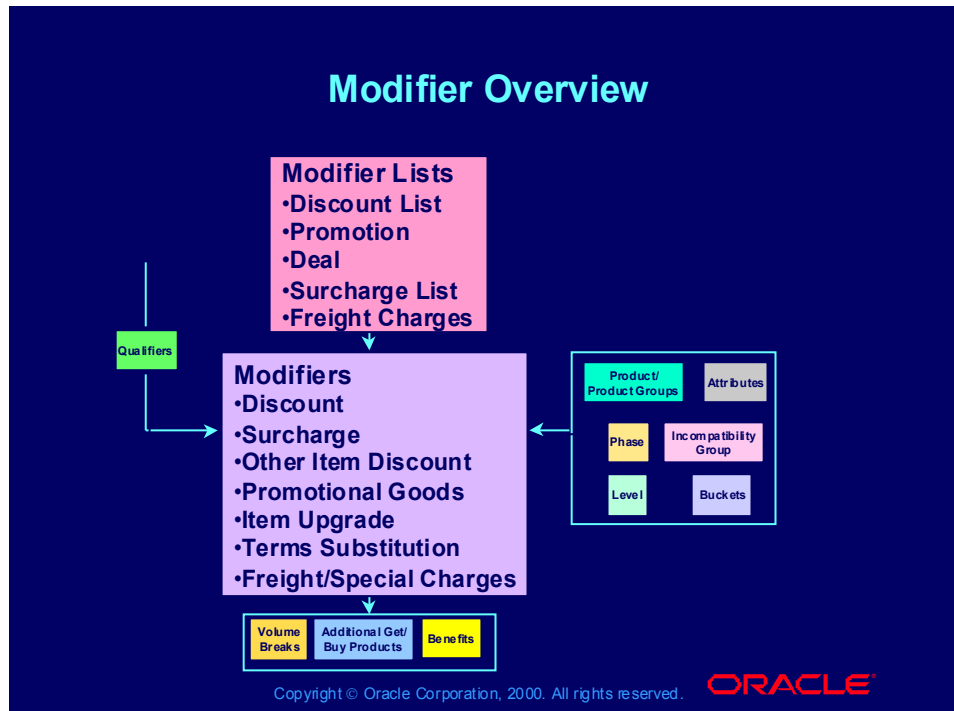 Modifier Overview
Modifier Lists
•Discount List
•Promotion
•Deal
•Surcharge List
•Freight Charges
Qualifiers
Modifiers
•Discount
•Surcharge
•Other Item Discount
•Promotional Goods
•Item Upgrade
•Terms Substitution
•Freight/Special Charges
Product/
Product Groups
Attributes
Phase
Incompatibility
Group
Level
Buckets
Volume
Breaks
Additional Get/
Buy Products
Benefits
Copyright © Oracle Corporation, 2000. All rights reserved.
ORACLE®